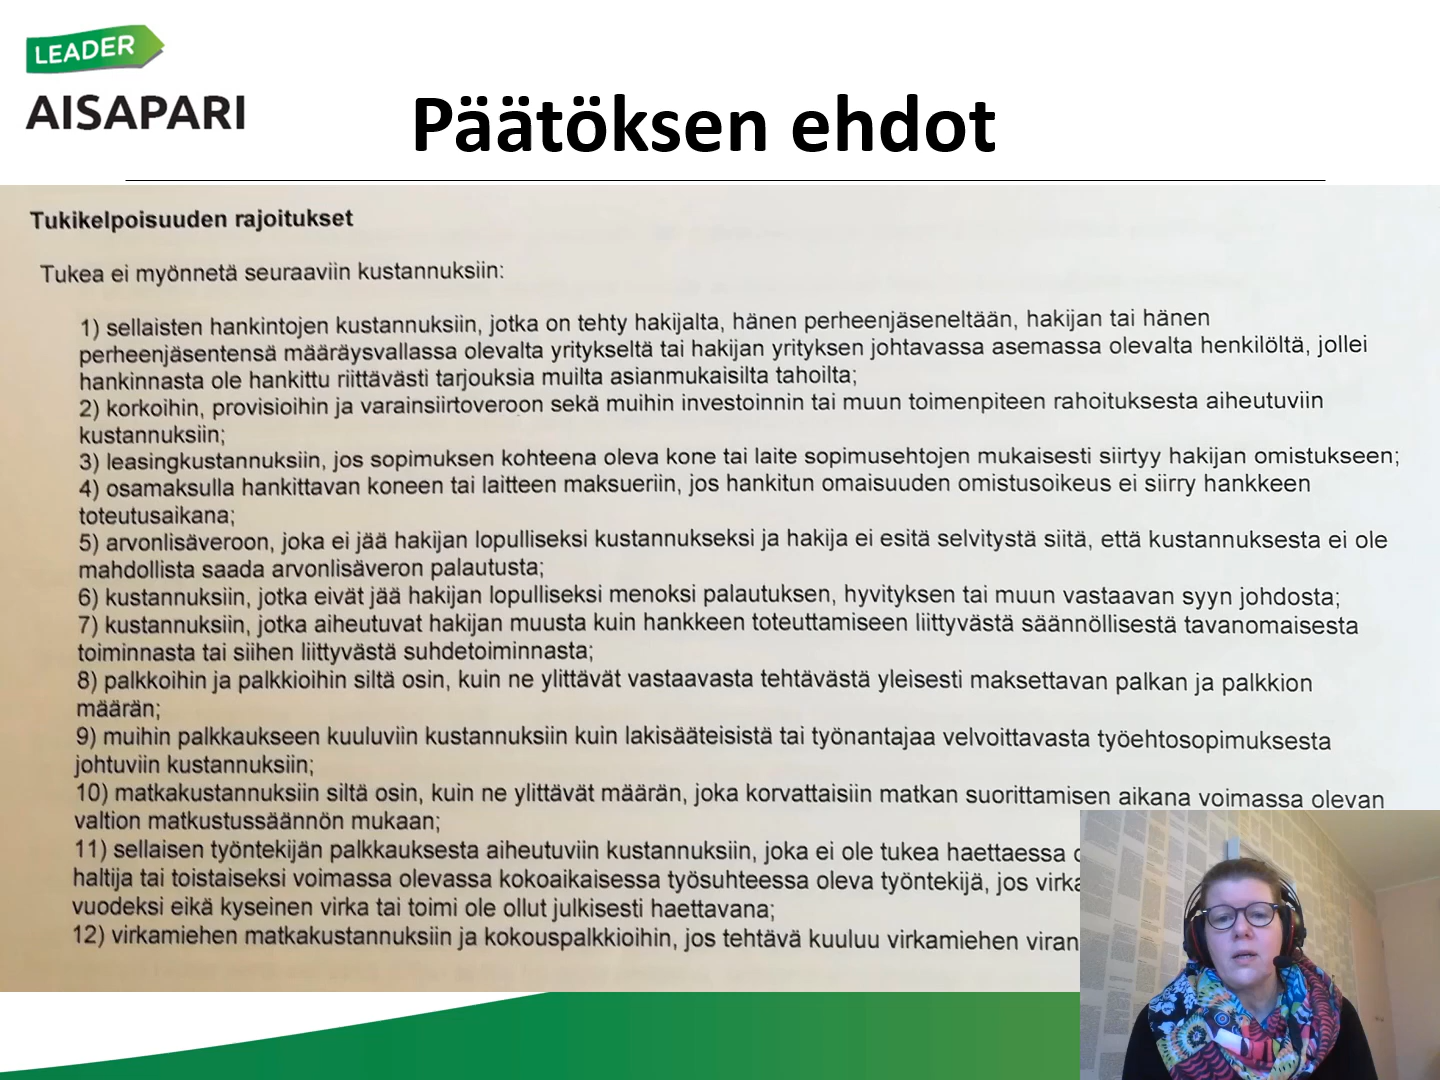 LEADER
AISAPARI
Päätöksen ehdot
Tukikelpoisuuden rajoitukset
Tukea ei myönnetä seuraaviin kustannuksiin:
1) sellaisten hankintojen kustannuksiin, jotka on tehty hakijalta, hänen perheenjäseneltään, hakijan tai hänen
perheenjäsentensä määräysvallassa olevalta yritykseltä tai hakijan yrityksen johtavassa asemassa olevalta henkilöltä, jollei
hankinnasta ole hankittu riittävästi tarjouksia muilta asianmukaisilta tahoilta;
2) korkoihin, provisioihin ja varainsiirtoveroon sekä muihin investoinnin tai muun toimenpiteen rahoituksesta aiheutuviin
kustannuksiin;
3) leasingkustannuksiin, jos sopimuksen kohteena oleva kone tai laite sopimusehtojen mukaisesti siirtyy hakijan omistukseen;
4) osamaksulla hankittavan koneen tai laitteen maksueriin, jos hankitun omaisuuden omistusoikeus ei siirry hankkeen
toteutusaikana;
5) arvonlisäveroon, joka ei jää hakijan lopulliseksi kustannukseksi ja hakija ei esitä selvitystä siitä, että kustannuksesta ei ole
mahdollista saada arvonlisäveron palautusta;
6) kustannuksiin, jotka eivät jää hakijan lopulliseksi menoksi palautuksen, hyvityksen tai muun vastaavan syyn johdosta;
7) kustannuksiin, jotka aiheutuvat hakijan muusta kuin hankkeen toteuttamiseen liittyvästä säännöllisestä tavanomaisesta
toiminnasta tai siihen liittyvästä suhdetoiminnasta;
8) palkkoihin ja palkkioihin siltä osin, kuin ne ylittävät vastaavasta tehtävästä yleisesti maksettavan palkan ja palkkion
määrän;
9) muihin palkkaukseen kuuluviin kustannuksiin kuin lakisääteisistä tai työnantajaa velvoittavasta työehtosopimuksesta
johtuviin kustannuksiin;
10) matkakustannuksiin siltä osin, kuin ne ylittävät määrän, joka korvattaisiin matkan suorittamisen aikana voimassa olevan
valtion matkustussäännön mukaan;
11) sellaisen työntekijän palkkauksesta aiheutuviin kustannuksiin, joka ei ole tukea haettaessa
haltija tai toistaiseksi voimassa olevassa kokoaikaisessa työsuhteessa oleva työntekijä, jos
vuodeksi eikä kyseinen virka tai toimi ole ollut julkisesti haettavana;
12) virkamiehen matkakustannuksiin ja kokouspalkkioihin, jos tehtävä kuuluu virkamiehen